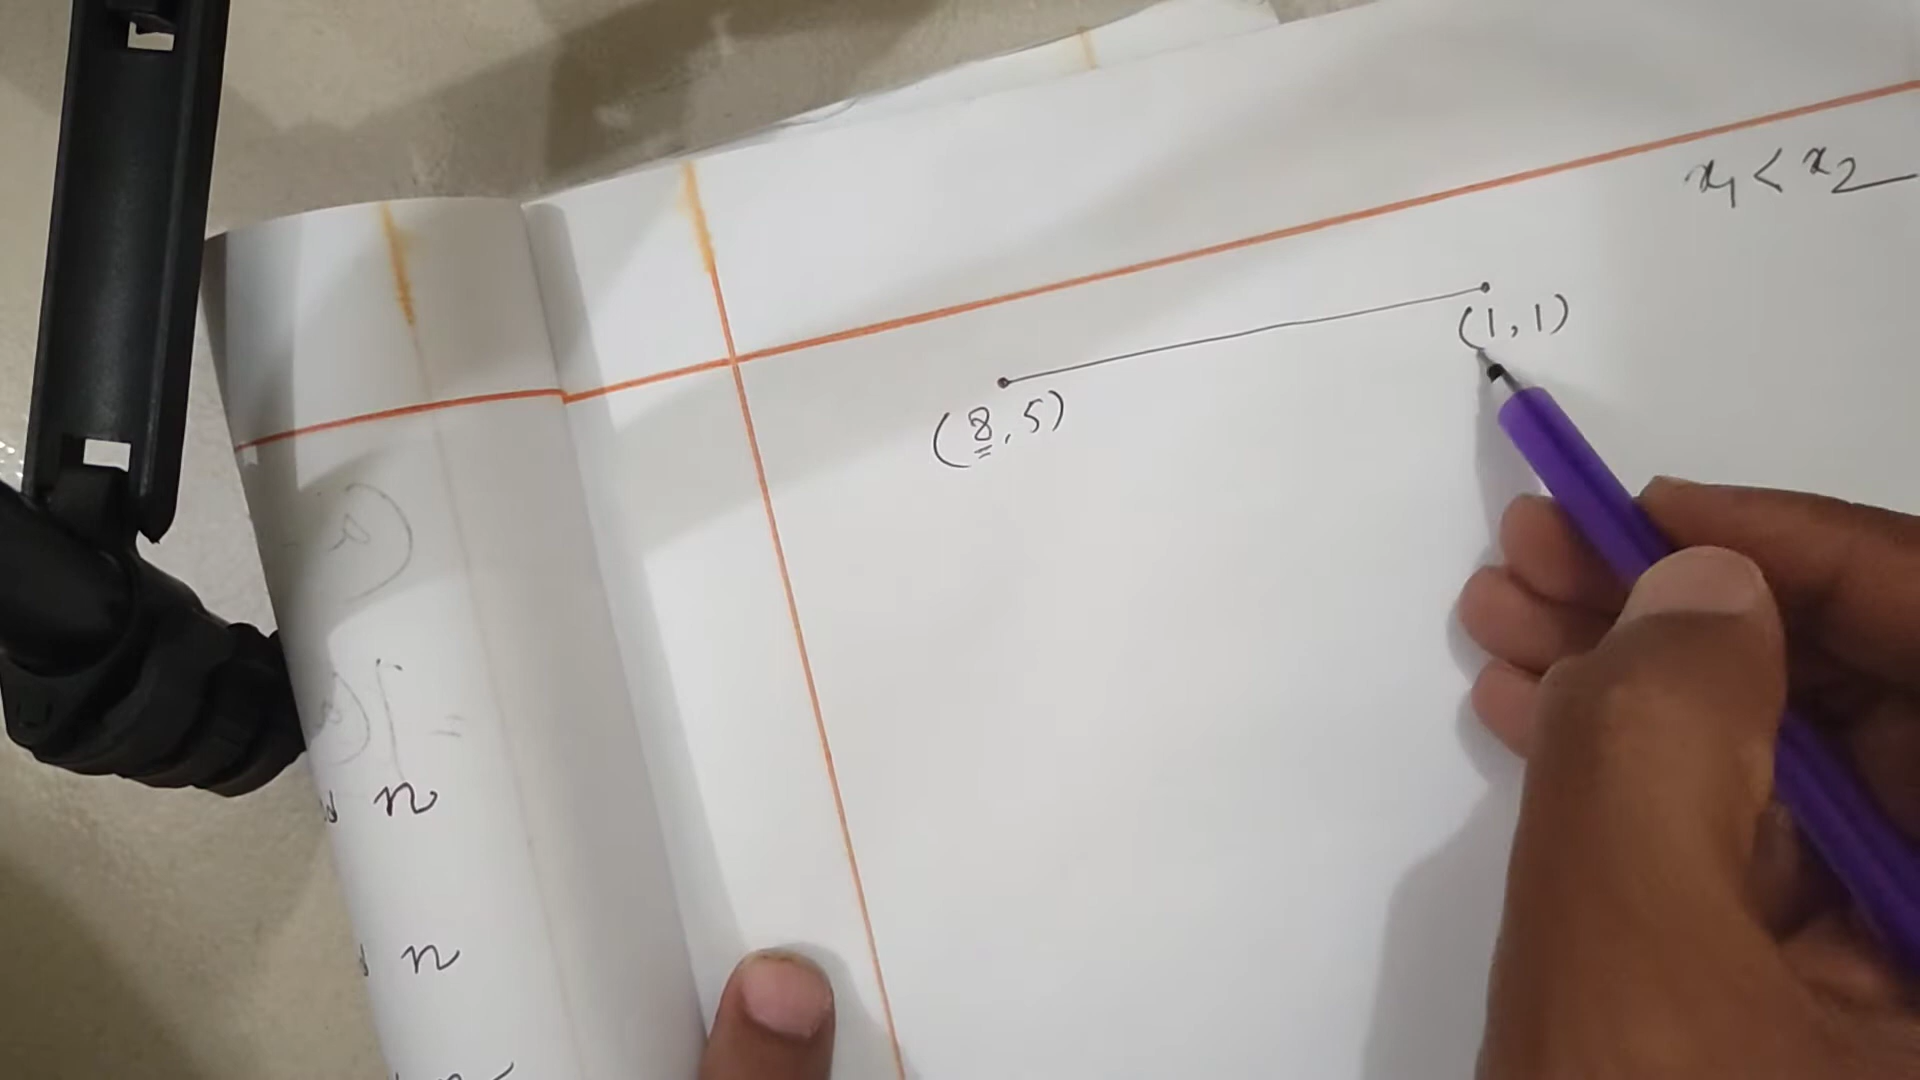 x₁ < x₂
(1, 1)
(8, 5)
=
n
n